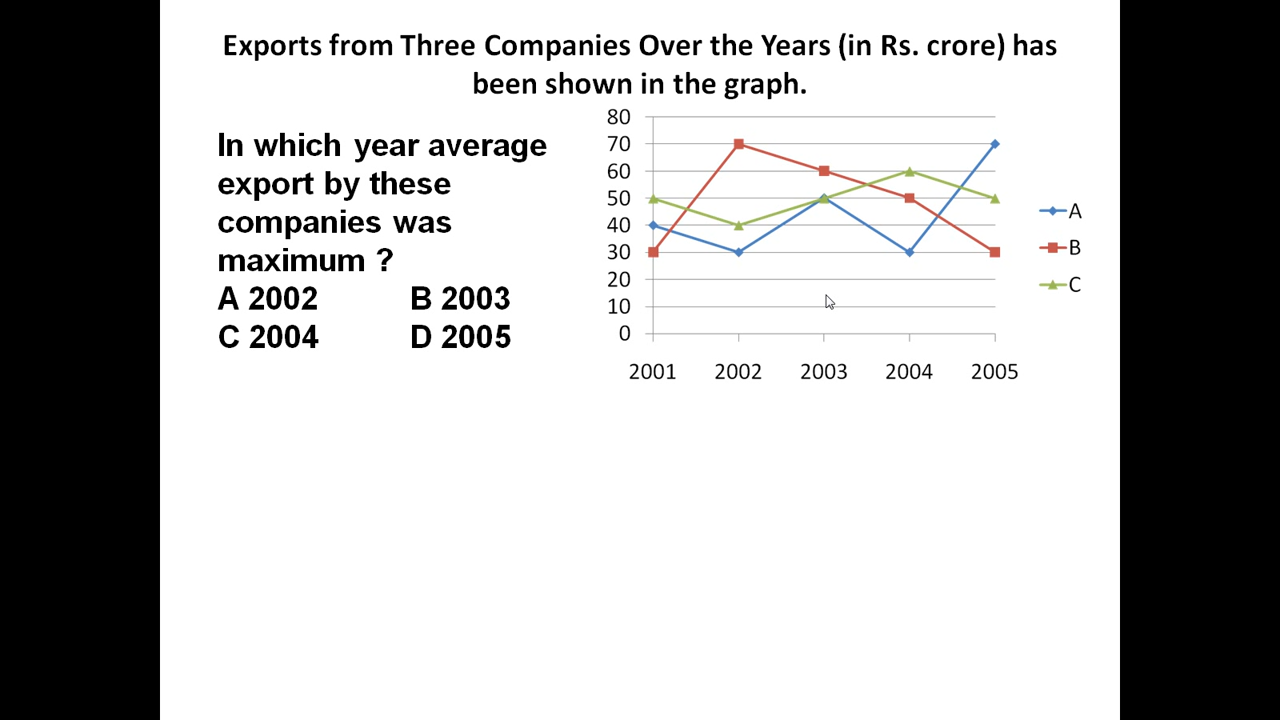 Exports from Three Companies Over the Years (in Rs. crore) has
been shown in the graph.
In which year average
export by these
companies was
maximum ?
A 2002 B 2003
C 2004 D 2005
80
70
60
50
40
30
20
10
0
2001 2002 2003 2004 2005
A
B
C